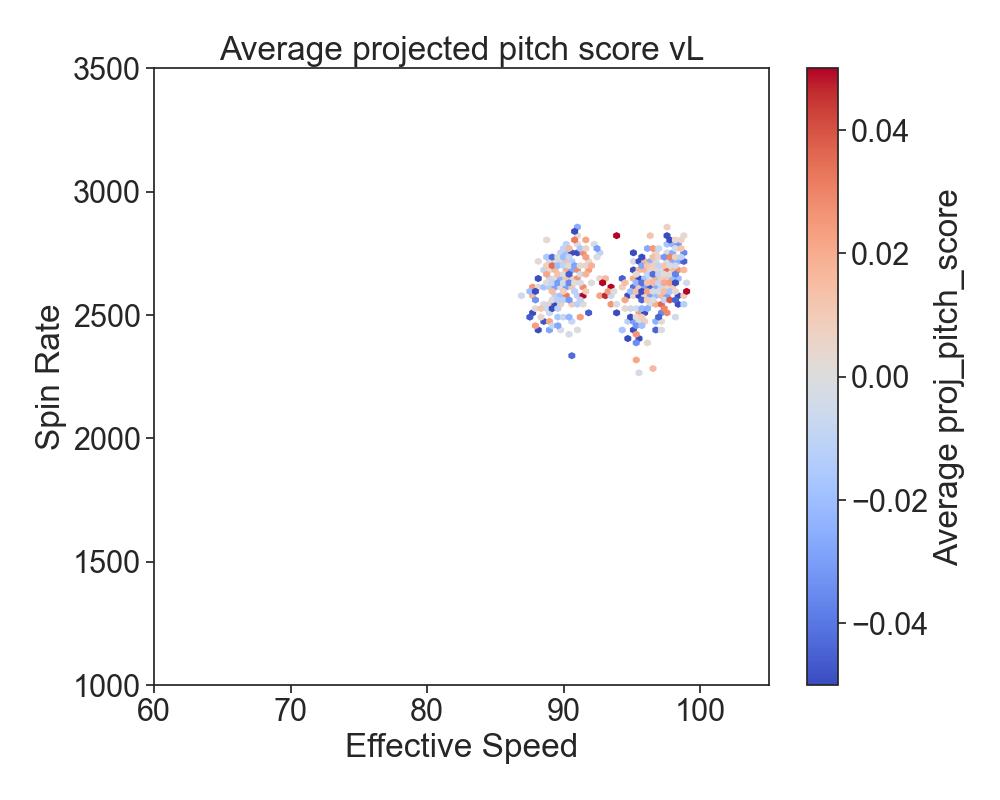 Average projected pitch score vL
3500
3000
2500
2000
1500
1000
Spin Rate
60 70 80 90 100
Effective Speed
0.04
0.02
0.00
−0.02
−0.04
Average proj_pitch_score